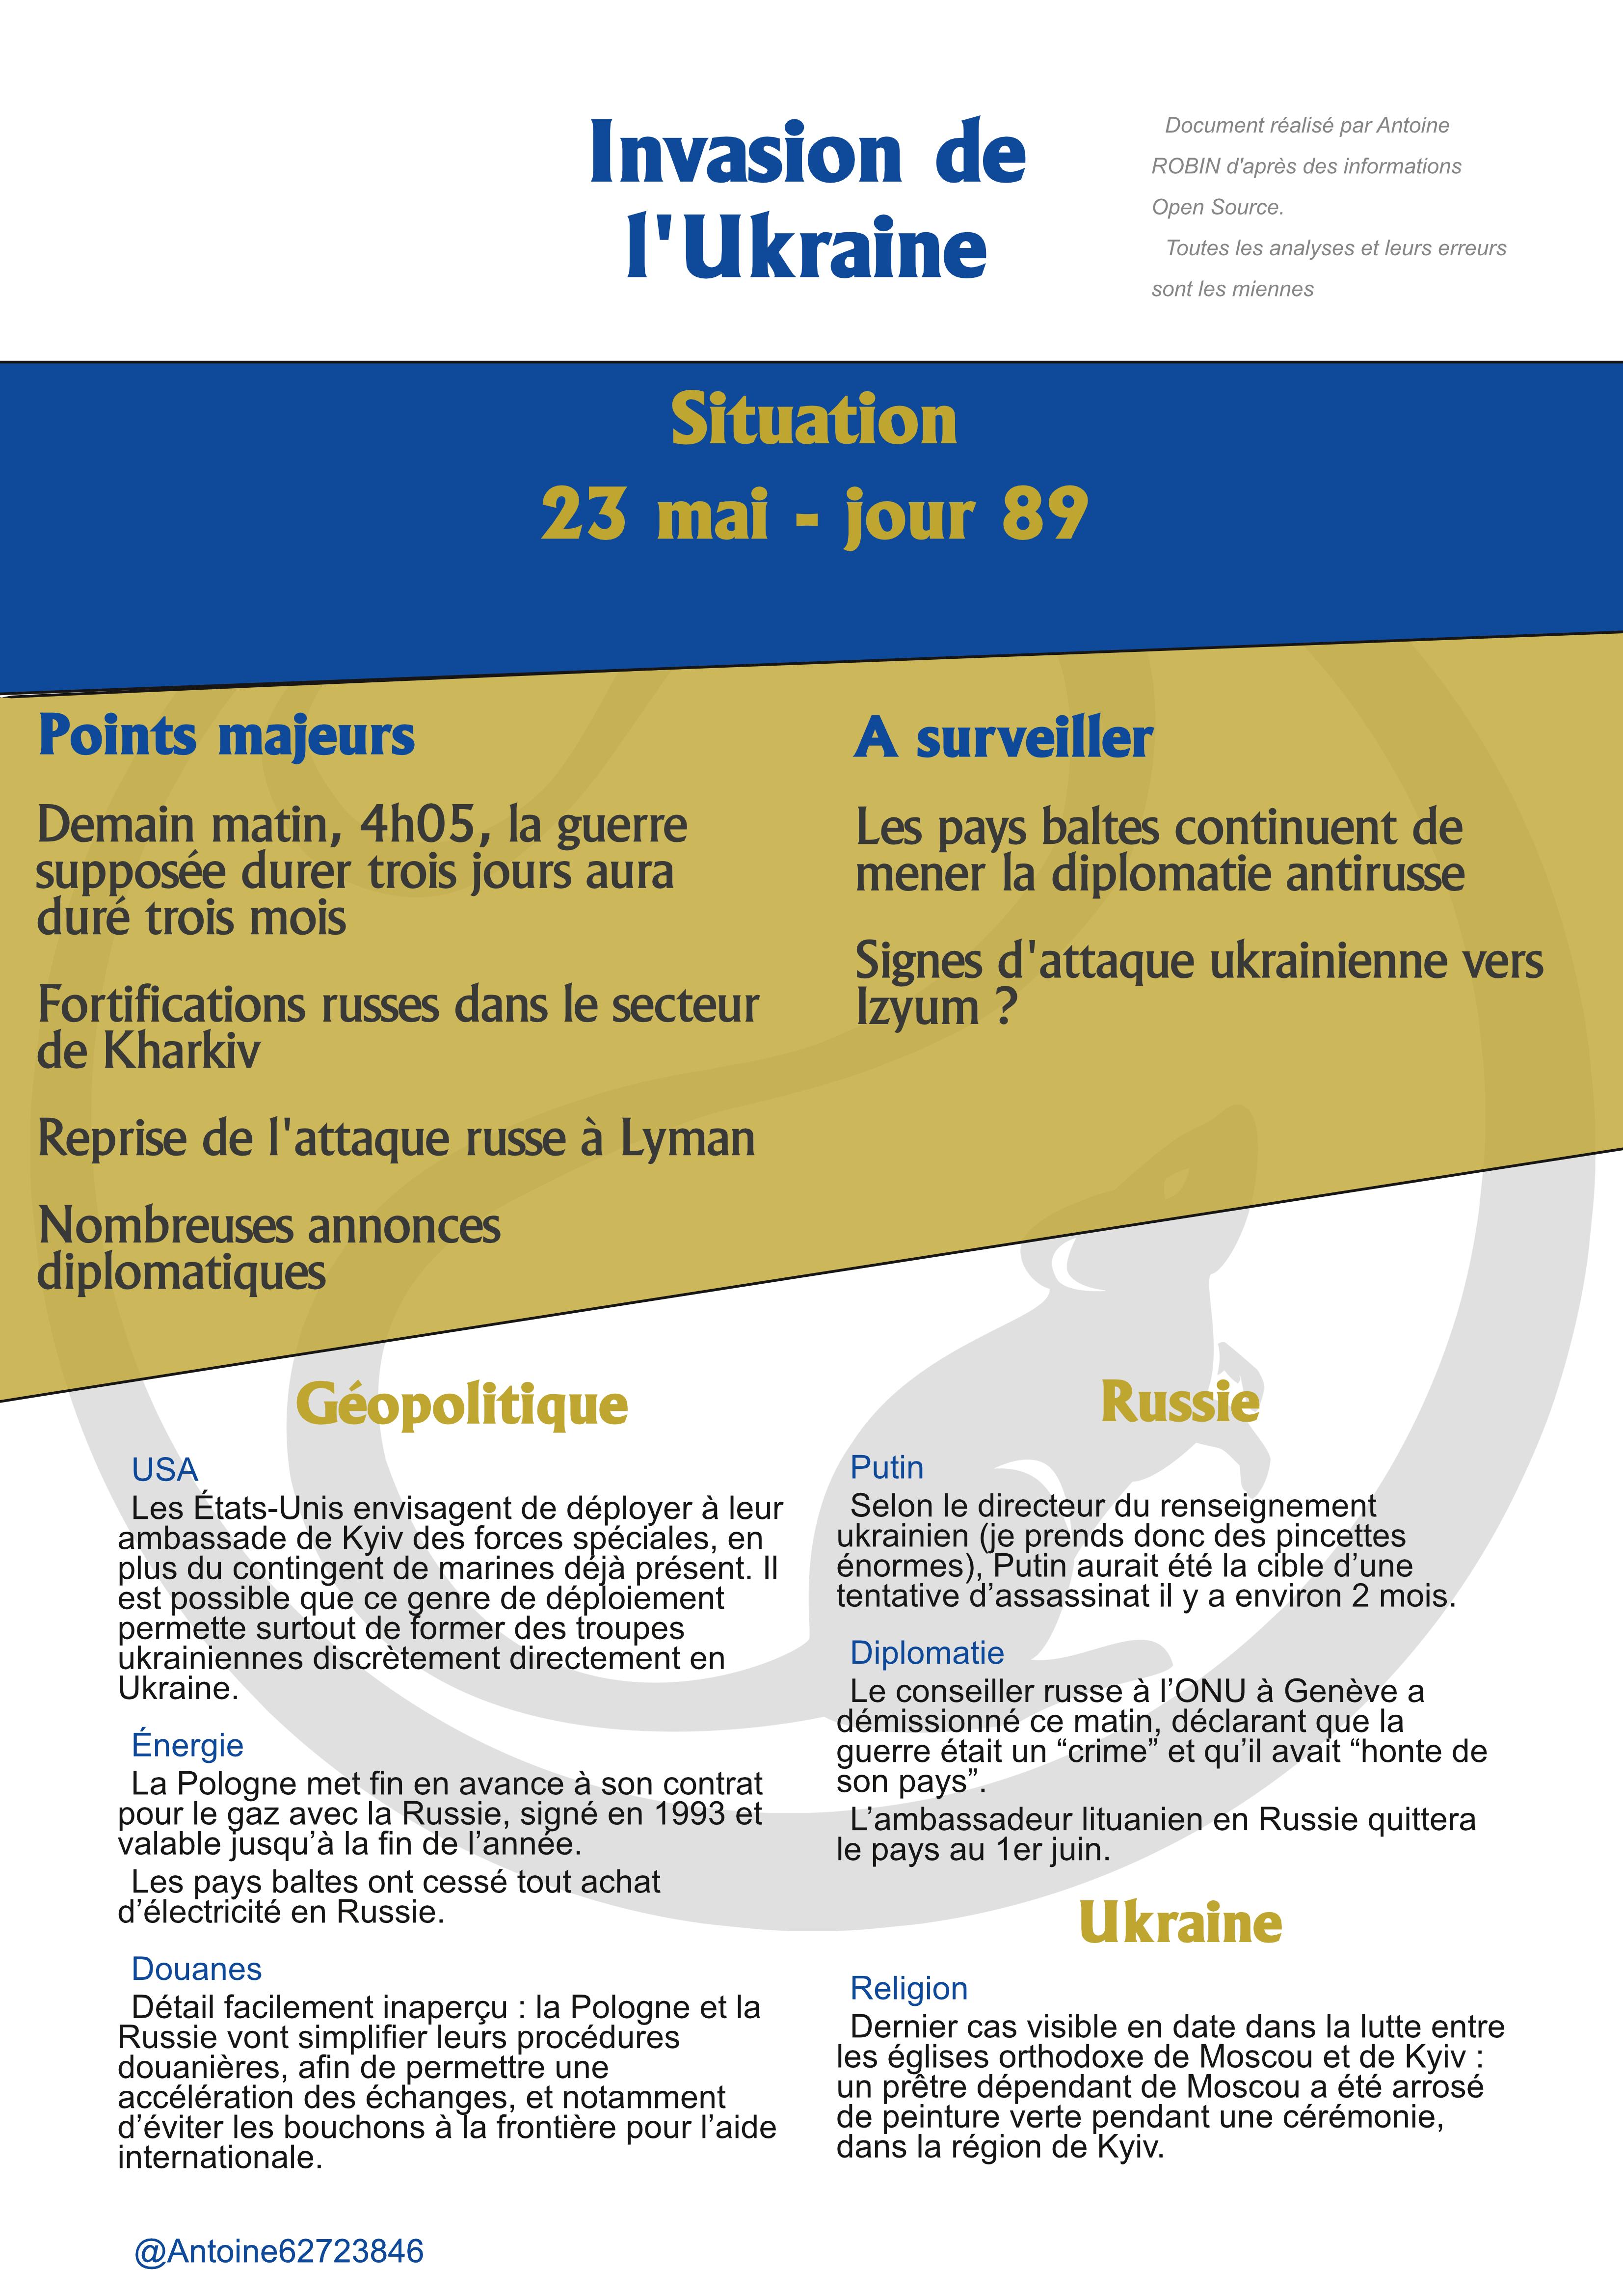 Invasion de
l'Ukraine
Document réalisé par Antoine
ROBIN d'après des informations
Open Source.
Toutes les analyses et leurs erreurs
sont les miennes
Situation
23 mai - jour 89
Points majeurs
Demain matin, 4h05, la guerre
supposée durer trois jours aura
duré trois mois
Fortifications russes dans le secteur
de Kharkiv
Reprise de l'attaque russe à Lyman
Nombreuses annonces
diplomatiques
A surveiller
Les pays baltes continuent de
mener la diplomatie antirusse
Signes d'attaque ukrainienne vers
Izyum ?
Géopolitique
USA
Les États-Unis envisagent de déployer à leur
ambassade de Kyiv des forces spéciales, en
plus du contingent de marines déjà présent. Il
est possible que ce genre de déploiement
permette surtout de former des troupes
ukrainiennes discrètement directement en
Ukraine.
Énergie
La Pologne met fin en avance à son contrat
pour le gaz avec la Russie, signé en 1993 et
valable jusqu’à la fin de l’année.
Les pays baltes ont cessé tout achat
d’électricité en Russie.
Douanes
Détail facilement inaperçu : la Pologne et la
Russie vont simplifier leurs procédures
douanières, afin de permettre une
accélération des échanges, et notamment
d’éviter les bouchons à la frontière pour l’aide
internationale.
@Antoine62723846
Russie
Putin
Selon le directeur du renseignement
ukrainien (je prends donc des pincettes
énormes), Putin aurait été la cible d’une
tentative d’assassinat il y a environ 2 mois.
Diplomatie
Le conseiller russe à l’ONU à Genève a
démissionné ce matin, déclarant que la
guerre était un “crime” et qu’il avait “honte de
son pays”.
L’ambassadeur lituanien en Russie quittera
le pays au 1er juin.
Ukraine
Religion
Dernier cas visible en date dans la lutte entre
les églises orthodoxe de Moscou et de Kyiv :
un prêtre dépendant de Moscou a été arrosé
de peinture verte pendant une cérémonie,
dans la région de Kyiv.